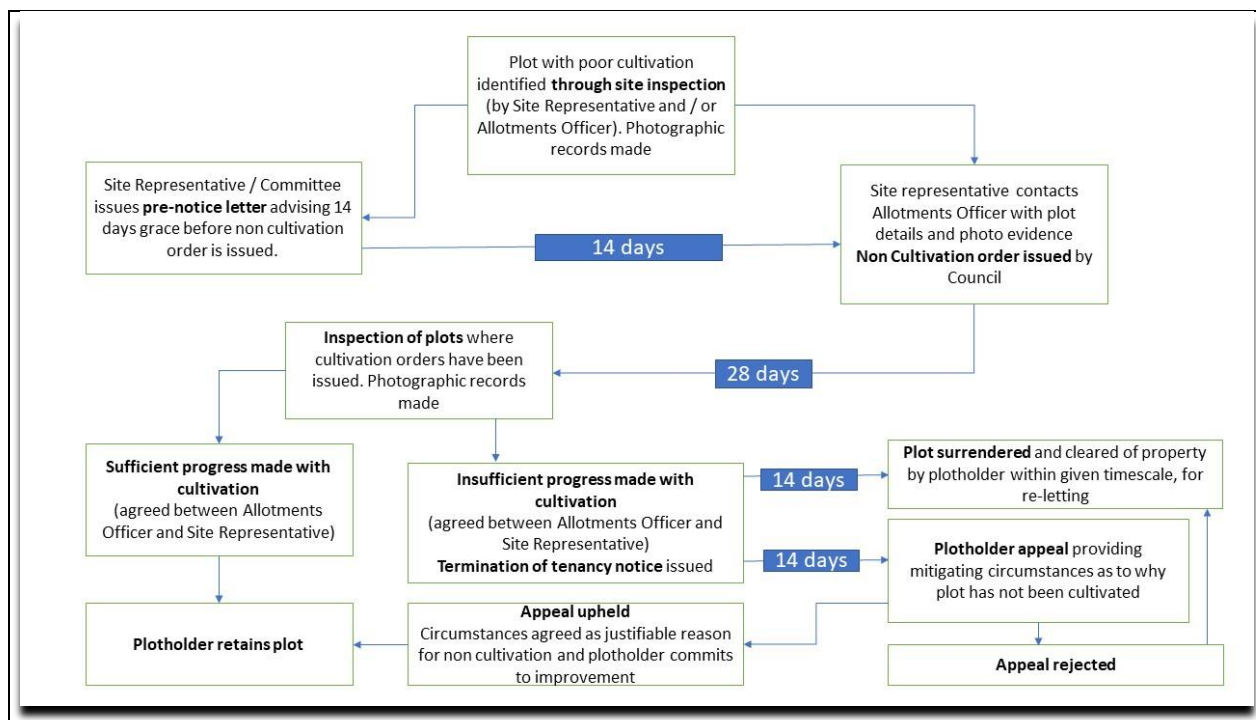 Plot with poor cultivation
identified through site inspection
(by Site Representative and / or
Allotments Officer). Photographic
records made
Site Representative / Committee
issues pre-notice letter advising 14
days grace before non cultivation
order is issued.
14 days
Site representative contacts
Allotments Officer with plot
details and photo evidence
Non Cultivation order issued by
Council
Inspection of plots where
cultivation orders have been
issued. Photographic records
made
28 days
Sufficient progress made with
cultivation
(agreed between Allotments
Officer and Site Representative)
Insufficient progress made with
cultivation
(agreed between Allotments Officer and
Site Representative)
Termination of tenancy notice issued
14 days
Plot surrendered and cleared of property
by plotholder within given timescale, for
re-letting
14 days
Plotholder appeal providing
mitigating circumstances as to why
plot has not been cultivated
Plotholder retains plot
Appeal upheld
Circumstances agreed as justifiable reason
for non cultivation and plotholder commits
to improvement
Appeal rejected